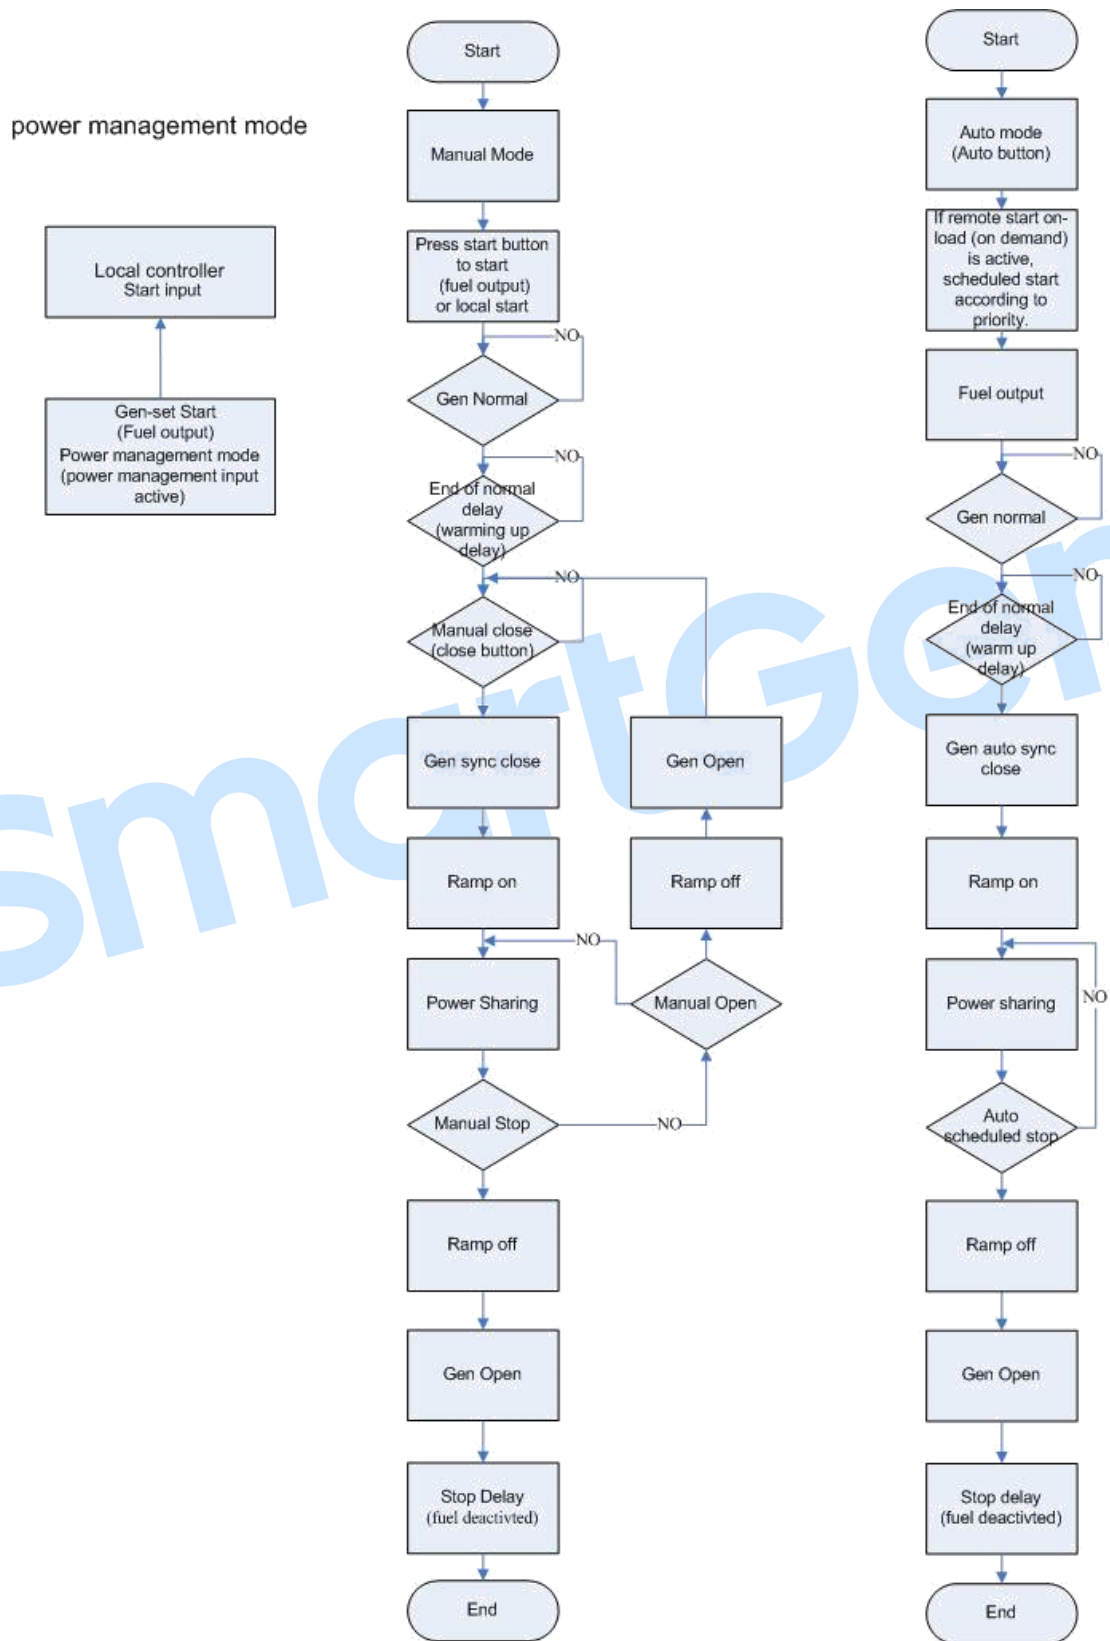 power management mode
Local controller
Start input
Gen-set Start
(Fuel output)
Power management mode
(power management input
active)
Start
Manual Mode
Press start button
to start
(fuel output)
or local start
NO
Gen Normal
NO
End of normal
delay
(warming up
delay)
NO
Manual close
(close button)
Gen sync close
Gen Open
Ramp on
Ramp off
NO
Power Sharing
Manual Open
Manual Stop
NO
Ramp off
Gen Open
Stop Delay
(fuel deactivted)
End
Start
Auto mode
(Auto button)
If remote start on-
load (on demand)
is active,
scheduled start
according to
priority.
Fuel output
NO
Gen normal
NO
End of normal
delay
(warm up
delay)
Gen auto sync
close
Ramp on
Power sharing
NO
Auto
scheduled stop
Ramp off
Gen Open
Stop delay
(fuel deactivted)
End
smartGen